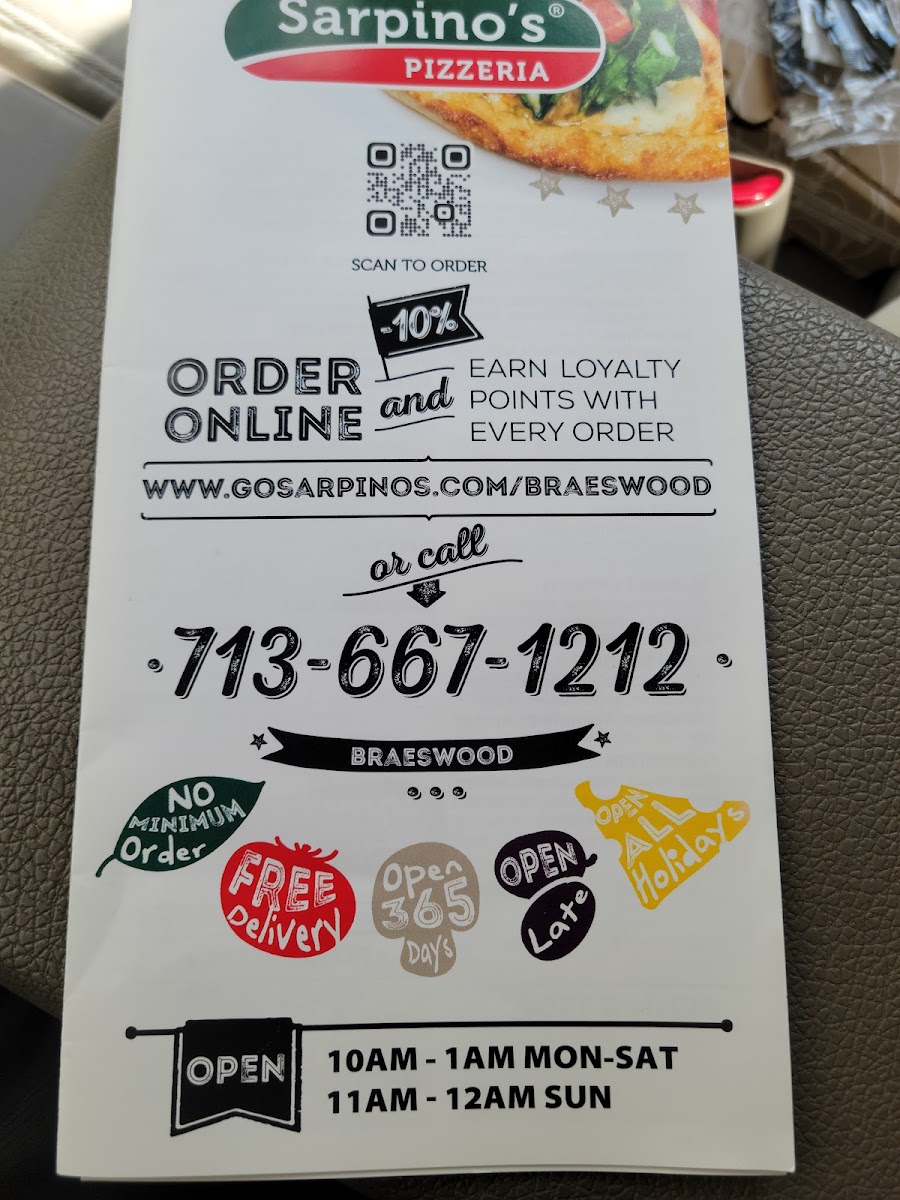 Sarpino's®
PIZZERIA
SCAN TO ORDER
-10%
ORDER
ONLINE
and
EARN LOYALTY
POINTS WITH
EVERY ORDER
WWW.GOSARPINOS.COM/BRAESWOOD
or call
713-667-1212
BRAESWOOD
NO
MINIMUM
Order
FREE
Delivery
Open
365
Days
OPEN
Late
OPEN
ALL
Holidays
OPEN
10AM - 1AM MON-SAT
11AM - 12AM SUN